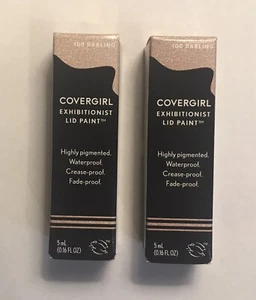 100 DARLING
COVERGIRL
EXHIBITIONIST
LID PAINT™
Highly pigmented.
Waterproof.
Crease-proof.
Fade-proof.
5 mL
(0.16 FL OZ)
100 DARLING
COVERGIRL
EXHIBITIONIST
LID PAINT™
Highly pigmented.
Waterproof.
Crease-proof.
Fade-proof.
5 mL
(0.16 FL OZ)